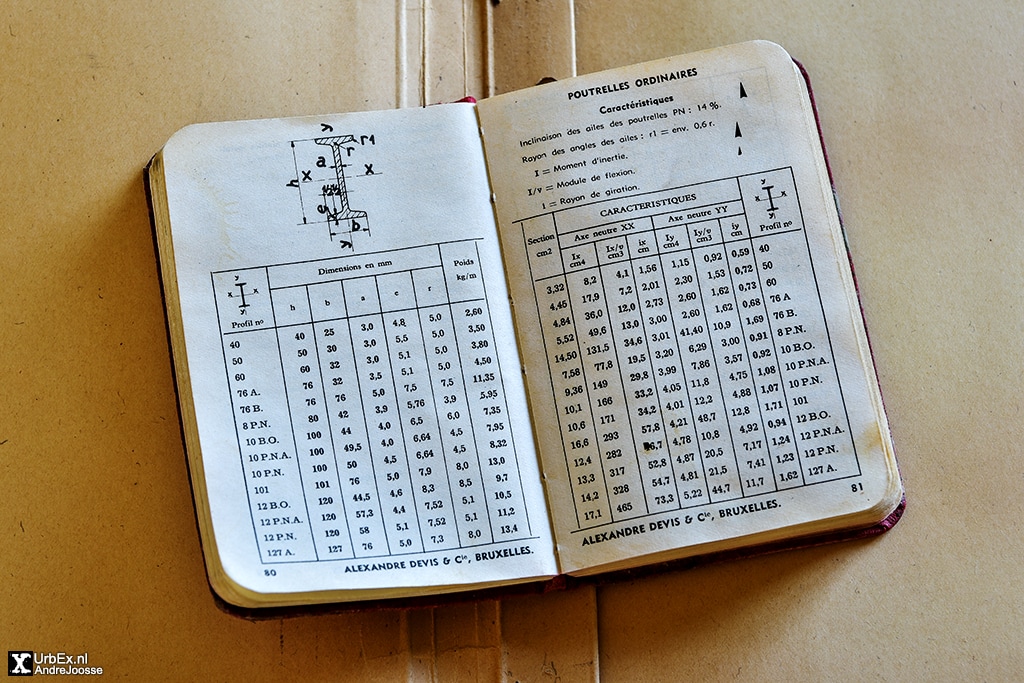 y
r1
r
a
x x
h
e
b
y
Dimensions en mm
Poids
kg/m
y
x x
y
Profil nº h b a e r
40 40 25 3,0 4,8 5,0 2,60
50 50 30 3,0 5,5 5,0 3,50
60 60 32 3,0 5,1 5,0 3,80
76 A. 76 32 3,5 5,1 5,0 4,50
76 B. 76 76 5,0 7,5 7,5 11,35
8 P.N. 80 42 3,9 5,76 3,9 5,95
10 B.O. 100 44 4,0 6,5 6,0 7,35
10 P.N.A. 100 49,5 4,0 6,64 4,5 7,95
10 P.N. 100 50 4,5 6,64 4,5 8,32
101 101 76 5,0 7,9 8,0 13,0
12 B.O. 120 44,5 4,6 8,3 8,5 9,7
12 P.N.A. 120 57,3 4,4 7,52 5,1 10,5
12 P.N. 120 58 5,1 7,52 5,1 11,2
127 A. 127 76 5,0 7,3 8,0 13,4
80 ALEXANDRE DEVIS & Cie, BRUXELLES.
POUTRELLES ORDINAIRES
Caractéristiques
Inclinaison des ailes des poutrelles PN : 14 %.
Rayon des angles des ailes : r1 = env. 0,6 r.
I = Moment d'inertie.
I/v = Module de flexion.
i = Rayon de giration.
CARACTERISTIQUES
Section
cm2
Axe neutre XX Axe neutre YY
Ix
cm4
Ix/v
cm3
ix
cm
Iy
cm4
Iy/v
cm3
iy
cm
y
x x
y
Profil nº
3,32 8,2 4,1 1,56 1,15 0,92 0,59 40
4,45 17,9 7,2 2,01 2,30 1,53 0,72 50
4,84 36,0 12,0 2,73 2,60 1,62 0,73 60
5,52 49,6 13,0 3,00 2,60 1,62 0,68 76 A
14,50 131,5 34,6 3,01 41,40 10,9 1,69 76 B.
7,58 77,8 19,5 3,20 6,29 3,00 0,91 8 P.N.
9,36 149 29,8 3,99 7,86 3,57 0,92 10 B.O.
10,1 166 33,2 4,05 11,8 4,75 1,08 10 P.N.A.
10,6 171 34,2 4,01 12,2 4,88 1,07 10 P.N.
16,6 293 57,8 4,21 48,7 12,8 1,71 101
12,4 282 4,78 10,8 4,92 0,94 12 B.O.
13,3 317 52,8 4,87 20,5 7,17 1,24 12 P.N.A.
14,2 328 54,7 4,81 21,5 7,41 1,23 12 P.N.
17,1 465 73,3 5,22 44,7 11,7 1,62 127 A.
81
ALEXANDRE DEVIS & Cie, BRUXELLES.
X UrbEx.nl
AndreJoosse